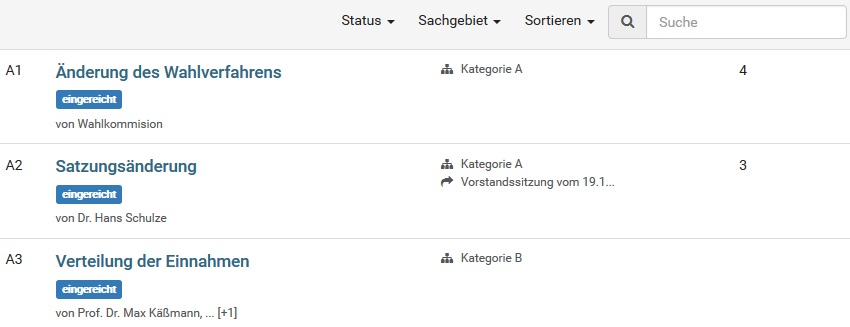 Status Sachgebiet Sortieren Suche
A1 Änderung des Wahlverfahrens Kategorie A 4
eingereicht
von Wahlkommision
A2 Satzungsänderung Kategorie A 3
eingereicht Vorstandssitzung vom 19.1...
von Dr. Hans Schulze
A3 Verteilung der Einnahmen Kategorie B
eingereicht
von Prof. Dr. Max Käßmann, ... [+1]